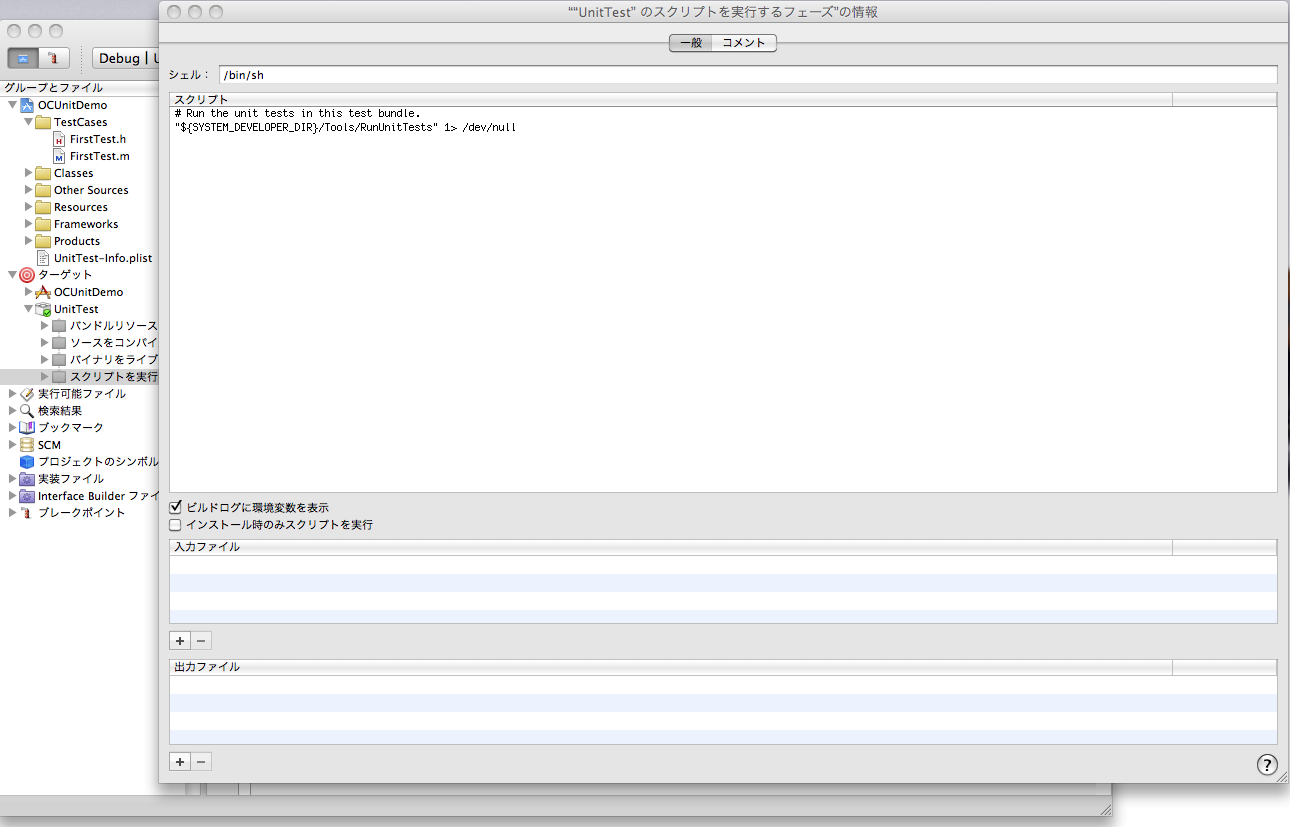 ““UnitTest” のスクリプトを実行するフェーズ”の情報
一般 コメント
Debug | U
グループとファイル
OCUnitDemo
TestCases
FirstTest.h
FirstTest.m
Classes
Other Sources
Resources
Frameworks
Products
UnitTest-Info.plist
ターゲット
OCUnitDemo
UnitTest
バンドルリソース
ソースをコンパイ
バイナリをライブ
スクリプトを実行
実行可能ファイル
検索結果
ブックマーク
SCM
プロジェクトのシンボル
実装ファイル
Interface Builder ファイ
ブレークポイント
シェル： /bin/sh
スクリプト
# Run the unit tests in this test bundle.
"${SYSTEM_DEVELOPER_DIR}/Tools/RunUnitTests" 1> /dev/null
ビルドログに環境変数を表示
インストール時のみスクリプトを実行
入力ファイル
+ −
出力ファイル
+ −
?